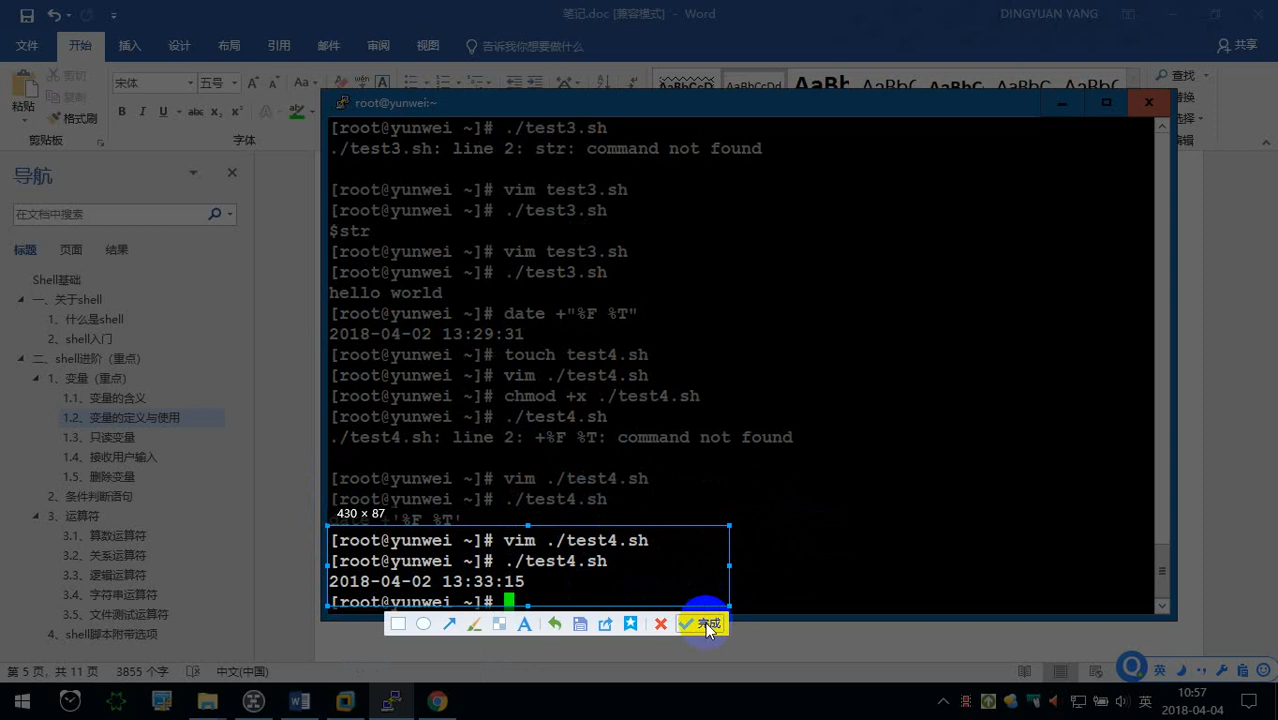 笔记.doc [兼容模式] - Word
DINGYUAN YANG
文件 开始 插入 设计 布局 引用 邮件 审阅 视图 告诉我你想要做什么 共享
粘贴
剪切
复制
格式刷
剪贴板
宋体 五号
字体
AaBbCcDd
查找
替换
选择
编辑
导航
在文档中搜索
标题 页面 结果
Shell基础
一、关于shell
1、什么是shell
2、shell入门
二、shell进阶（重点）
1、变量（重点）
1.1、变量的含义
1.2、变量的定义与使用
1.3、只读变量
1.4、接收用户输入
1.5、删除变量
2、条件判断语句
3、运算符
3.1、算数运算符
3.2、关系运算符
3.3、逻辑运算符
3.4、字符串运算符
3.5、文件测试运算符
4、shell脚本附带选项
root@yunwei:~
[root@yunwei ~]# ./test3.sh
./test3.sh: line 2: str: command not found
[root@yunwei ~]# vim test3.sh
[root@yunwei ~]# ./test3.sh
$str
[root@yunwei ~]# vim test3.sh
[root@yunwei ~]# ./test3.sh
hello world
[root@yunwei ~]# date +"%F %T"
2018-04-02 13:29:31
[root@yunwei ~]# touch test4.sh
[root@yunwei ~]# vim ./test4.sh
[root@yunwei ~]# chmod +x ./test4.sh
[root@yunwei ~]# ./test4.sh
./test4.sh: line 2: +%F %T: command not found
[root@yunwei ~]# vim ./test4.sh
[root@yunwei ~]# ./test4.sh
430 × 87
date +'%F %T'
[root@yunwei ~]# vim ./test4.sh
[root@yunwei ~]# ./test4.sh
2018-04-02 13:33:15
[root@yunwei ~]#
完成
第 5 页，共 11 页 3855 个字 中文(中国)
英
英
10:57
2018-04-04